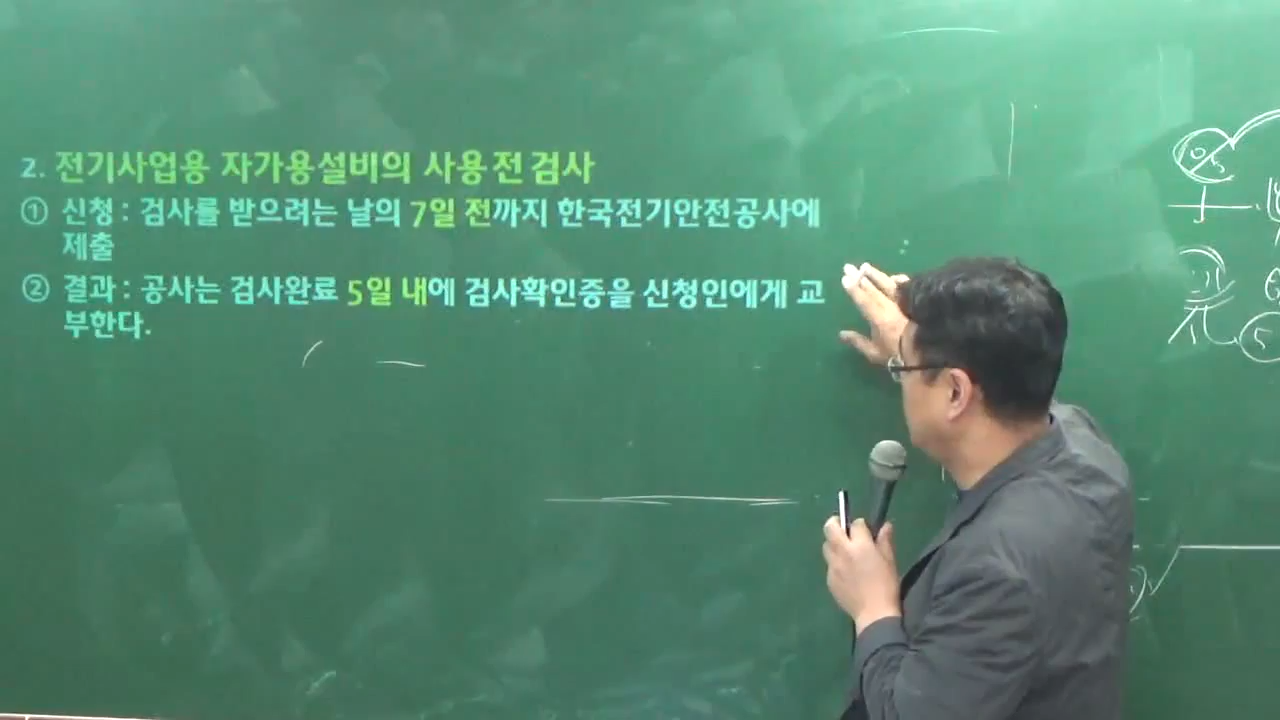 2. 전기사업용 자가용설비의 사용전 검사
① 신청 : 검사를 받으려는 날의 7일 전까지 한국전기안전공사에
제출
② 결과 : 공사는 검사완료 5일 내에 검사확인증을 신청인에게 교
부한다.
5